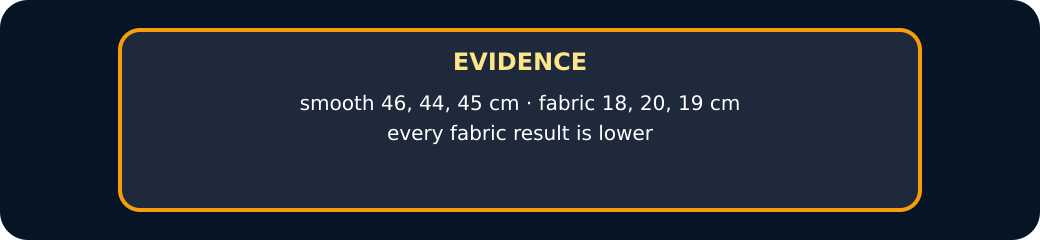 EVIDENCE
smooth 46, 44, 45 cm · fabric 18, 20, 19 cm
every fabric result is lower